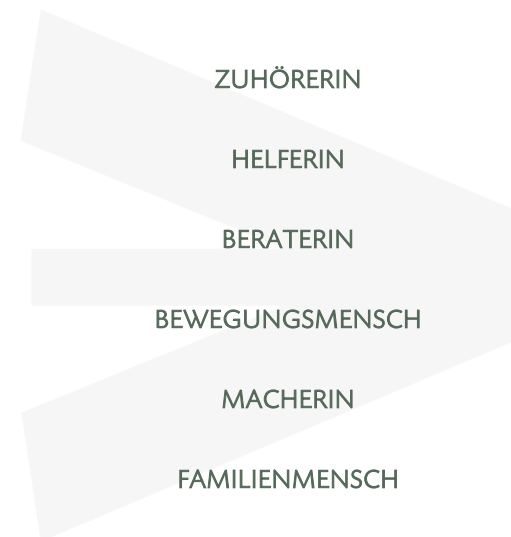 ZUHÖRERIN
HELFERIN
BERATERIN
BEWEGUNGSMENSCH
MACHERIN
FAMILIENMENSCH